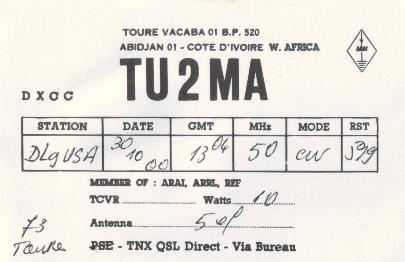 TOURE VACABA 01 B.P. 520
ABIDJAN 01 - COTE D'IVOIRE W. AFRICA
TU2MA
DXCC
STATION DATE GMT MHz MODE RST
DL9USA 30 10 00 13 04 50 CW 599
MEMBER OF : ARAI, ARRL, REF
TCVR Watts 10
Antenna 5 el
73
Toure
PSE - TNX QSL Direct - Via Bureau